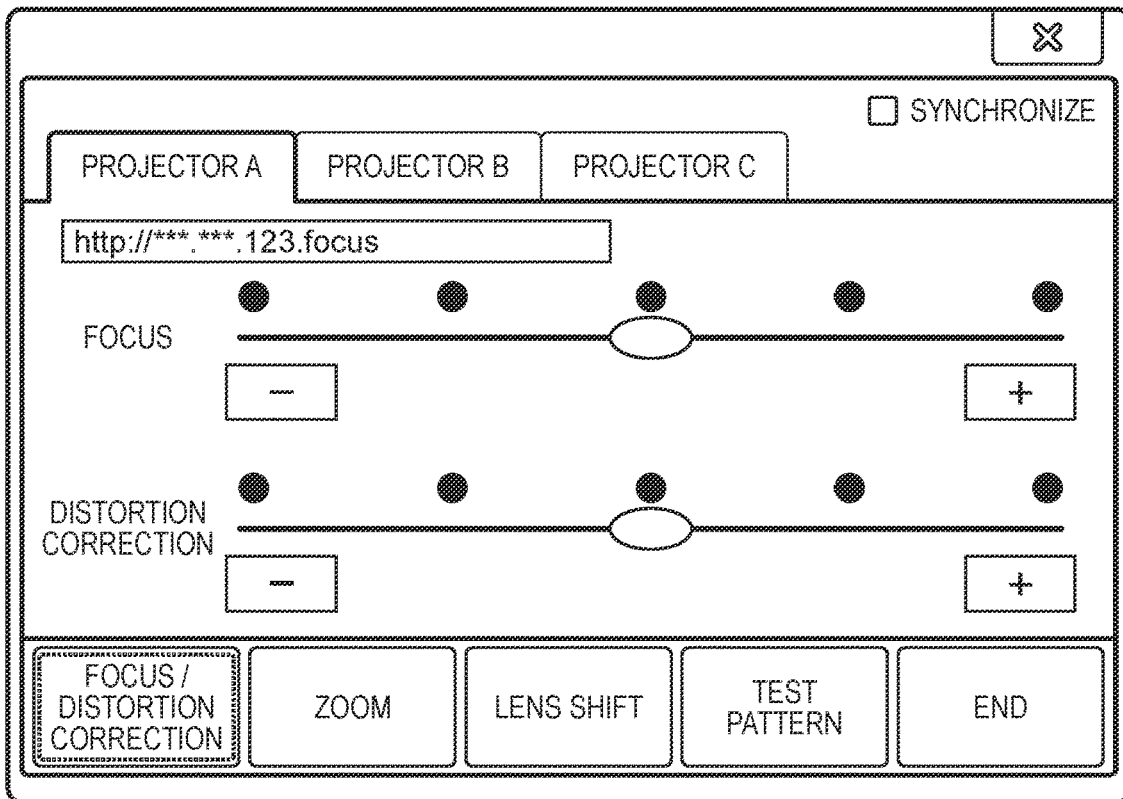 SYNCHRONIZE
PROJECTOR A
PROJECTOR B
PROJECTOR C
http://***.***.123.focus
FOCUS
−
+
DISTORTION
CORRECTION
−
+
FOCUS /
DISTORTION
CORRECTION
ZOOM
LENS SHIFT
TEST
PATTERN
END